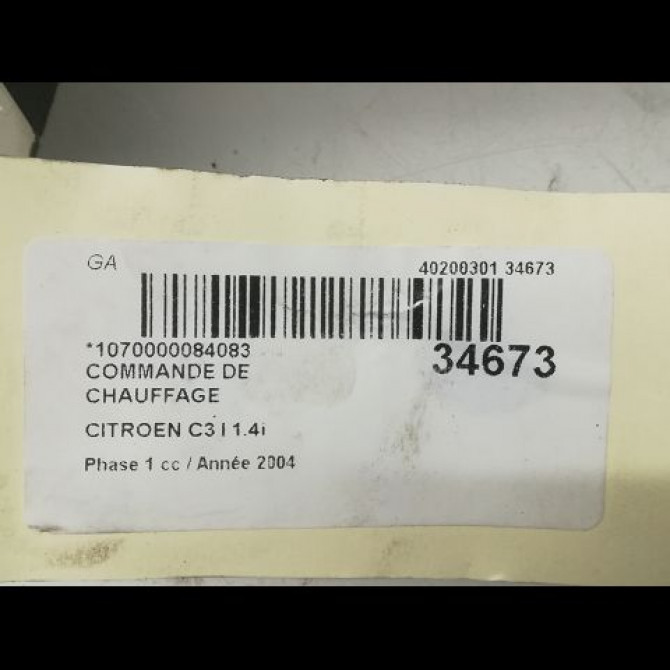 GA
40200301 34673
*1070000084083
34673
COMMANDE DE
CHAUFFAGE
CITROEN C3 I 1.4i
Phase 1 cc / Année 2004